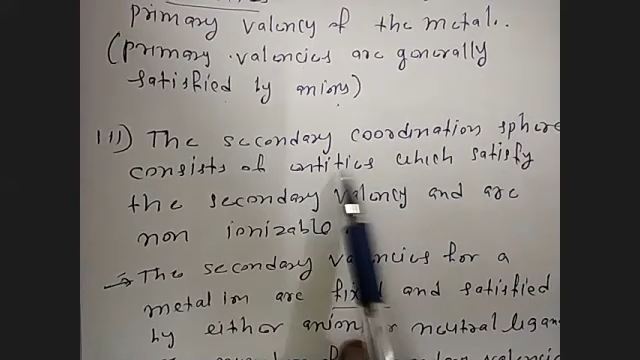 primary valency of the metal..
(primary valencies are generally
satisfied by anions)
III) The secondary coordination sphere
consists of entities which satisfy
the secondary valency and are
non ionizable
→ The secondary valencies for a
metal ion are fixed and satisfied
by either anion or neutral ligan